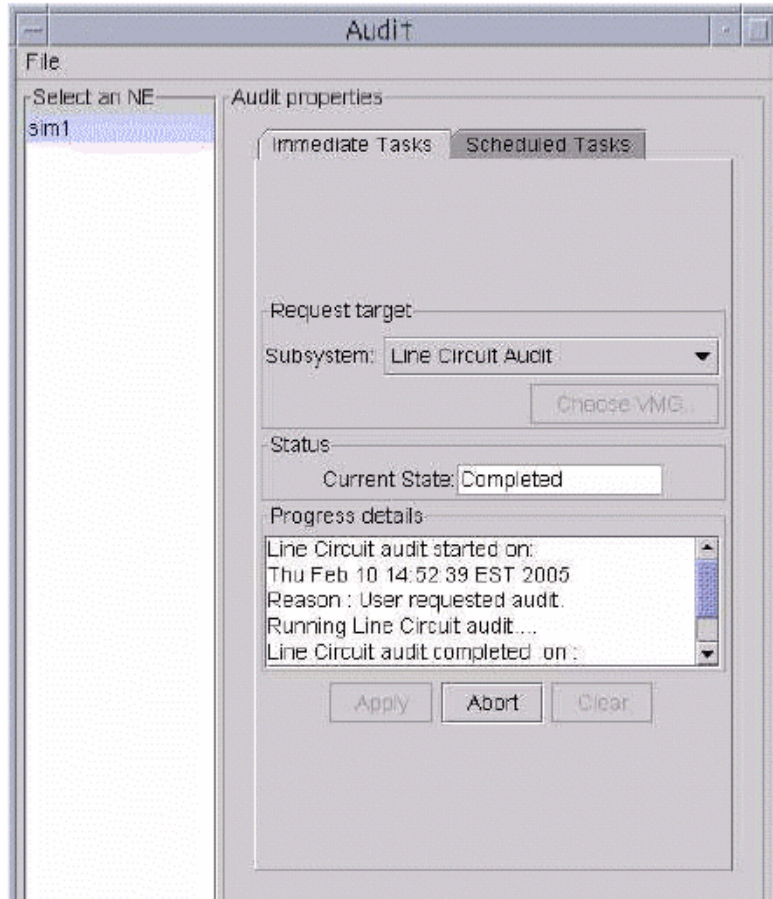 Audit
File
Select an NE
sim1
Audit properties
Immediate Tasks
Scheduled Tasks
Request target
Subsystem: Line Circuit Audit
Choose VMG..
Status
Current State: Completed
Progress details
Line Circuit audit started on:
Thu Feb 10 14:52:39 EST 2005
Reason : User requested audit.
Running Line Circuit audit....
Line Circuit audit completed on :
Apply
Abort
Clear